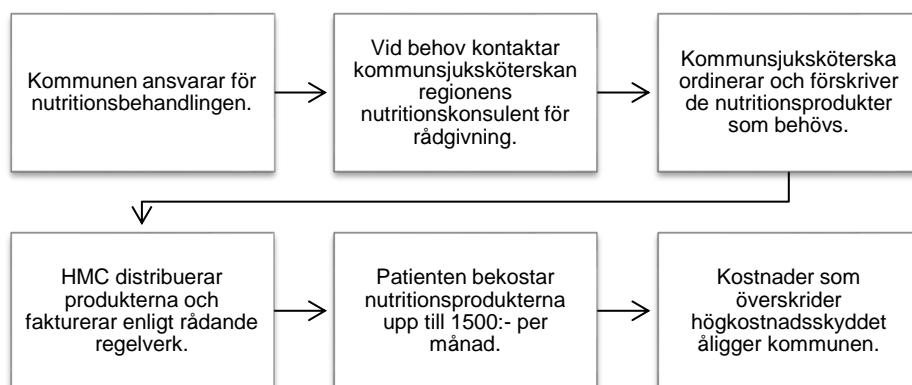 Kommunen ansvarar för
nutritionsbehandlingen.
Vid behov kontaktar
kommunsjuksköterskan
regionens
nutritionskonsulent för
rådgivning.
Kommunsjuksköterska
ordinerar och förskriver
de nutritionsprodukter
som behövs.
HMC distribuerar
produkterna och
fakturerar enligt rådande
regelverk.
Patienten bekostar
nutritionsprodukterna
upp till 1500:- per
månad.
Kostnader som
överskrider
högkostnadsskyddet
åligger kommunen.